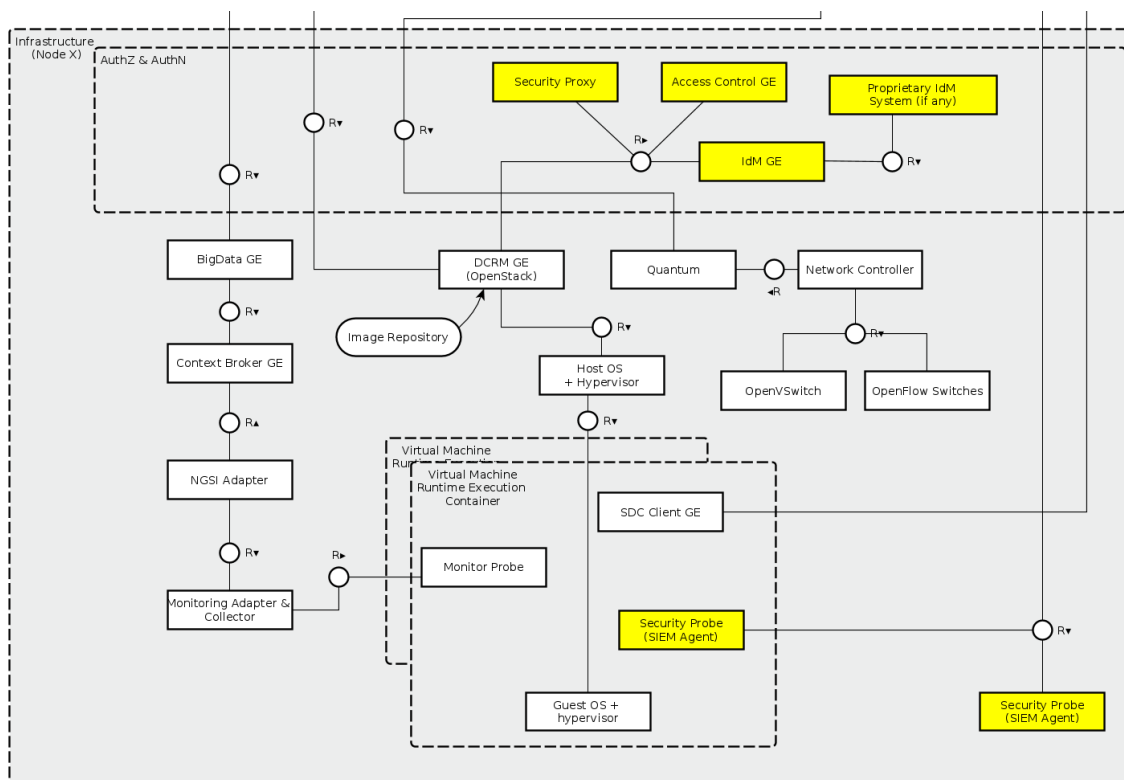 Infrastructure
(Node X)
AuthZ & AuthN
Security Proxy
Access Control GE
Proprietary IdM
System (if any)
R▾
R▾
R▸
IdM GE
R▾
R▾
BigData GE
DCRM GE
(OpenStack)
Quantum
Network Controller
◂R
R▾
Image Repository
R▾
R▾
Context Broker GE
Host OS
+ Hypervisor
OpenVSwitch
OpenFlow Switches
R▴
R▾
Virtual Machine
Runtime Execution
Virtual Machine
Runtime Execution
Container
NGSI Adapter
SDC Client GE
R▾
R▸
Monitor Probe
Monitoring Adapter &
Collector
Security Probe
(SIEM Agent)
R▾
Guest OS +
hypervisor
Security Probe
(SIEM Agent)